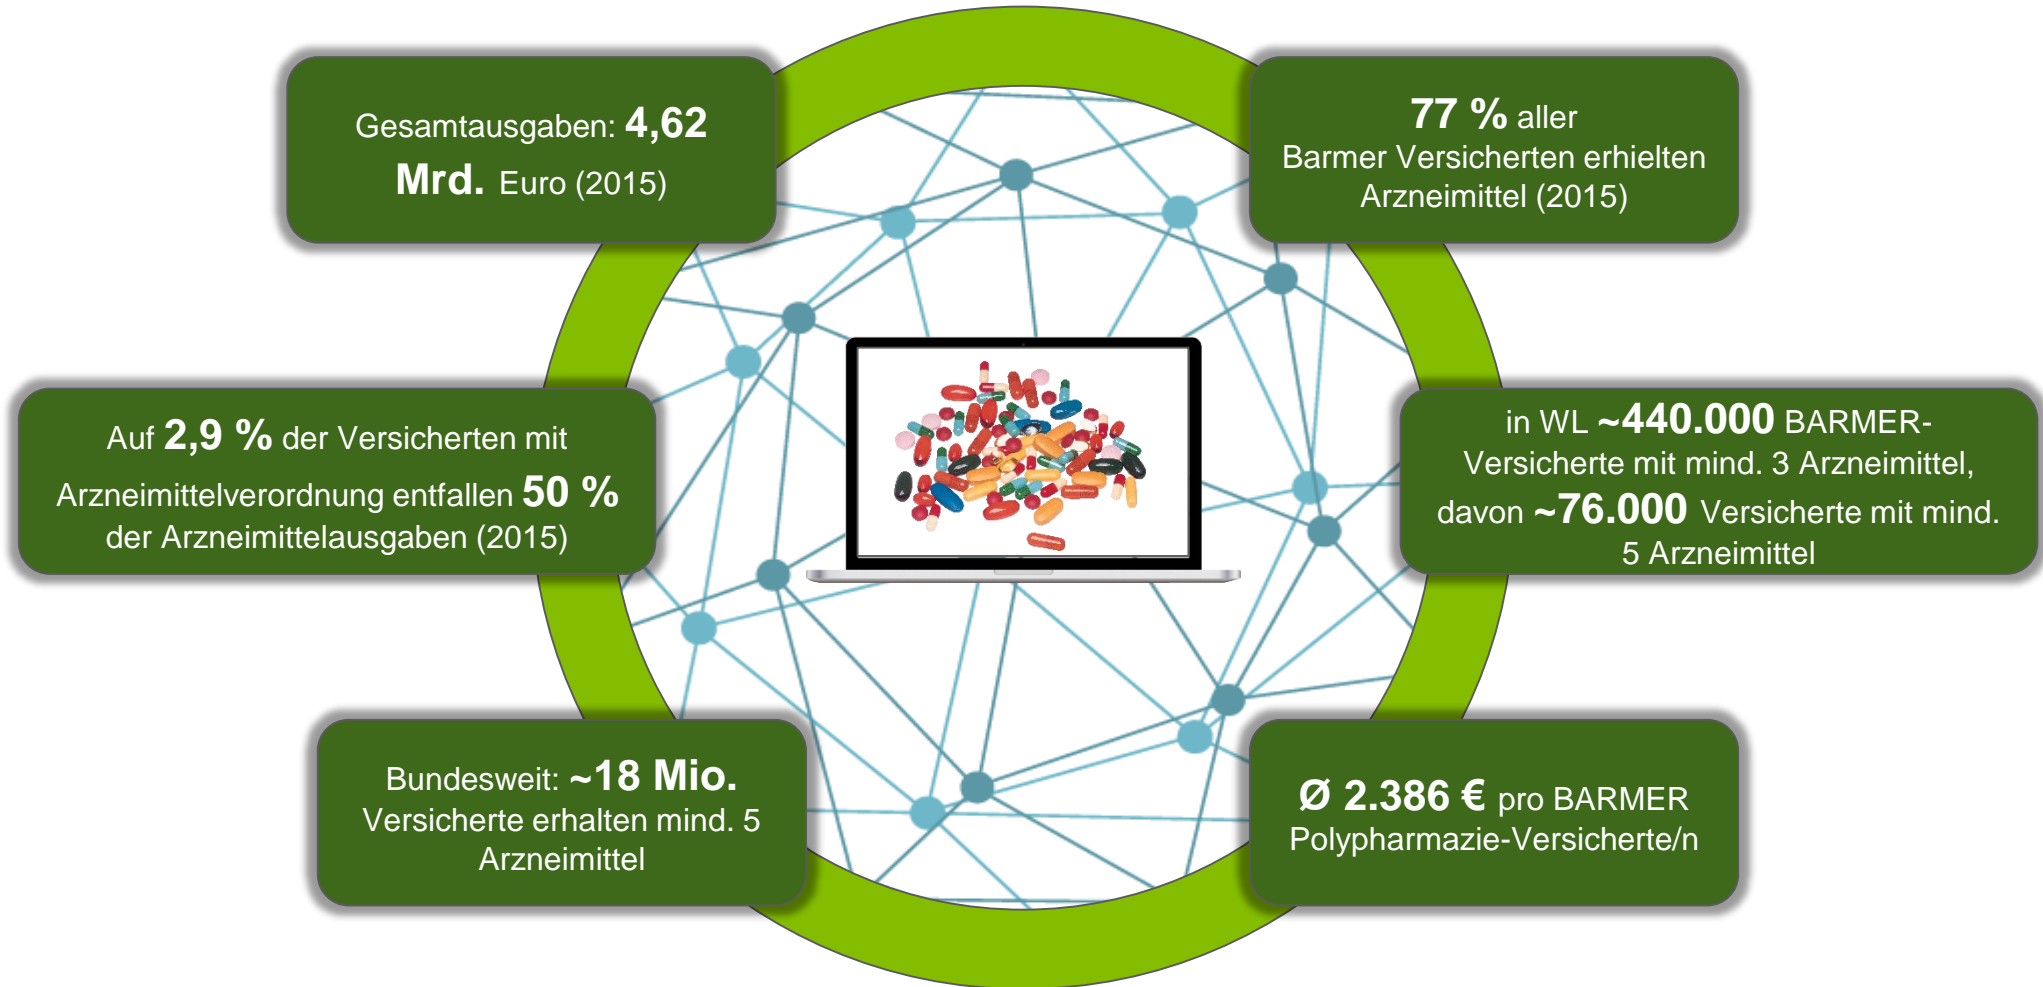 Gesamtausgaben: 4,62
Mrd. Euro (2015)
77 % aller
Barmer Versicherten erhielten
Arzneimittel (2015)
Auf 2,9 % der Versicherten mit
Arzneimittelverordnung entfallen 50 %
der Arzneimittelausgaben (2015)
in WL ~440.000 BARMER-
Versicherte mit mind. 3 Arzneimittel,
davon ~76.000 Versicherte mit mind.
5 Arzneimittel
Bundesweit: ~18 Mio.
Versicherte erhalten mind. 5
Arzneimittel
Ø 2.386 € pro BARMER
Polypharmazie-Versicherte/n